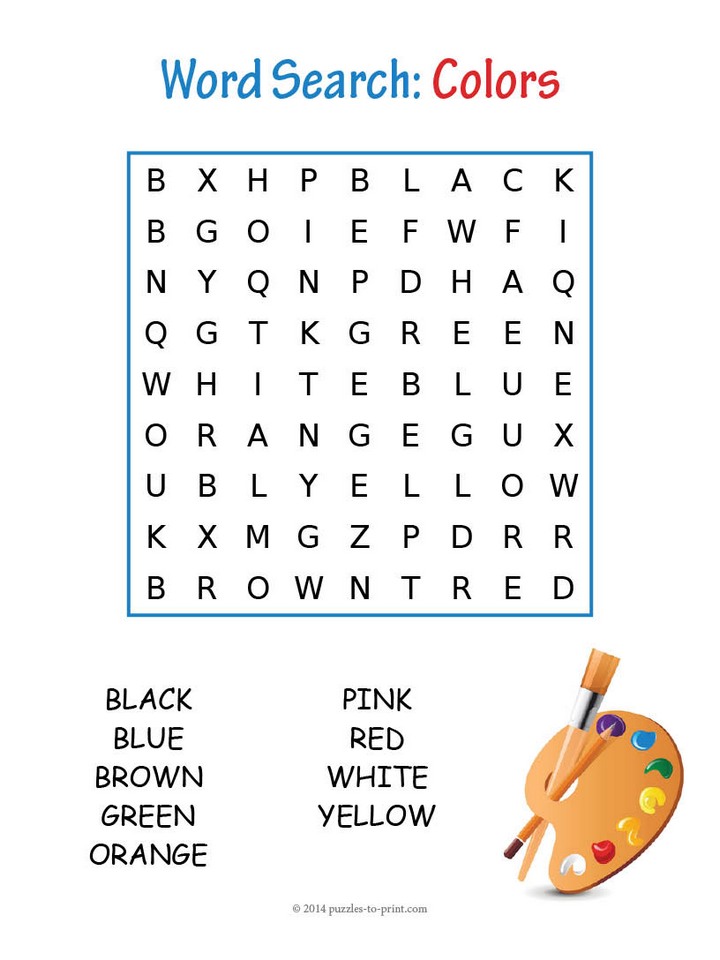 Word Search: Colors
B X H P B L A C K
B G O I E F W F I
N Y Q N P D H A Q
Q G T K G R E E N
W H I T E B L U E
O R A N G E G U X
U B L Y E L L O W
K X M G Z P D R R
B R O W N T R E D
BLACK
BLUE
BROWN
GREEN
ORANGE
PINK
RED
WHITE
YELLOW
© 2014 puzzles-to-print.com